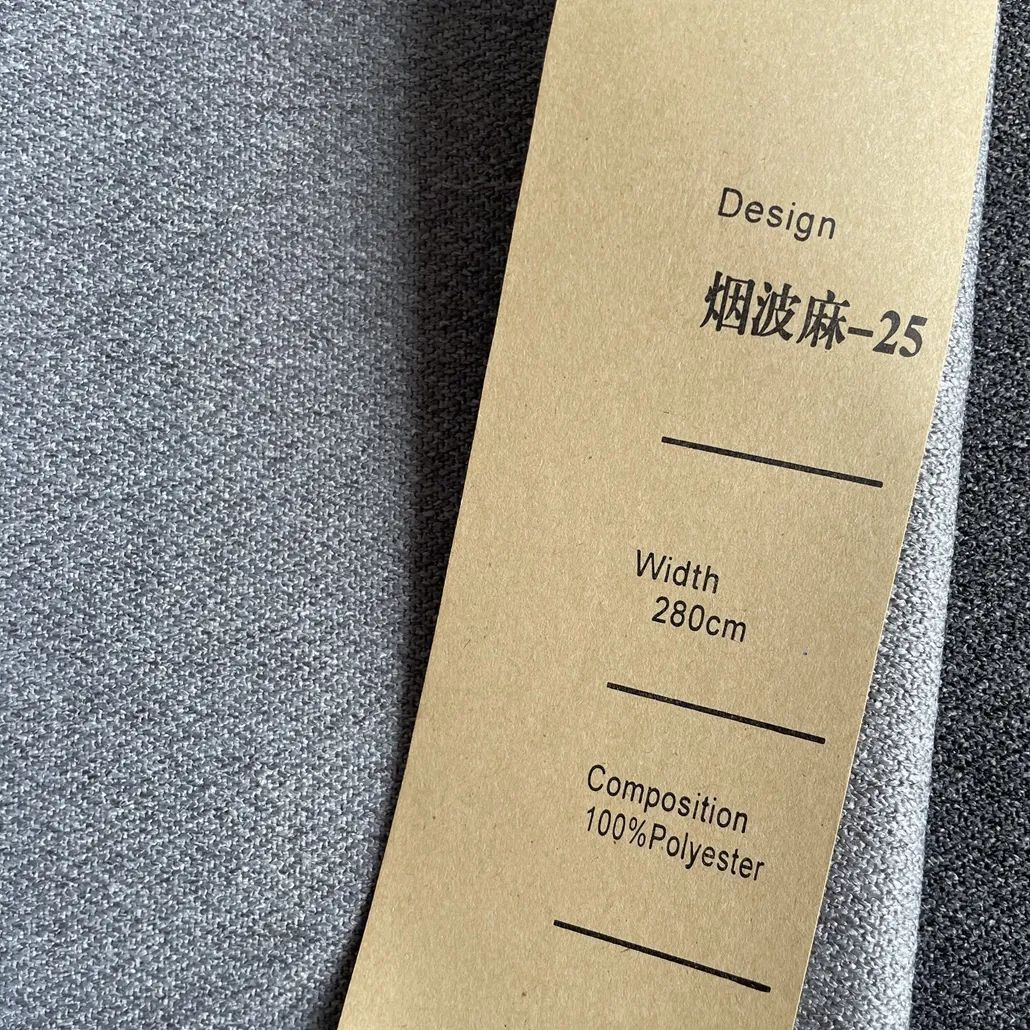 Design
烟波麻-25
Width
280cm
Composition
100%Polyester